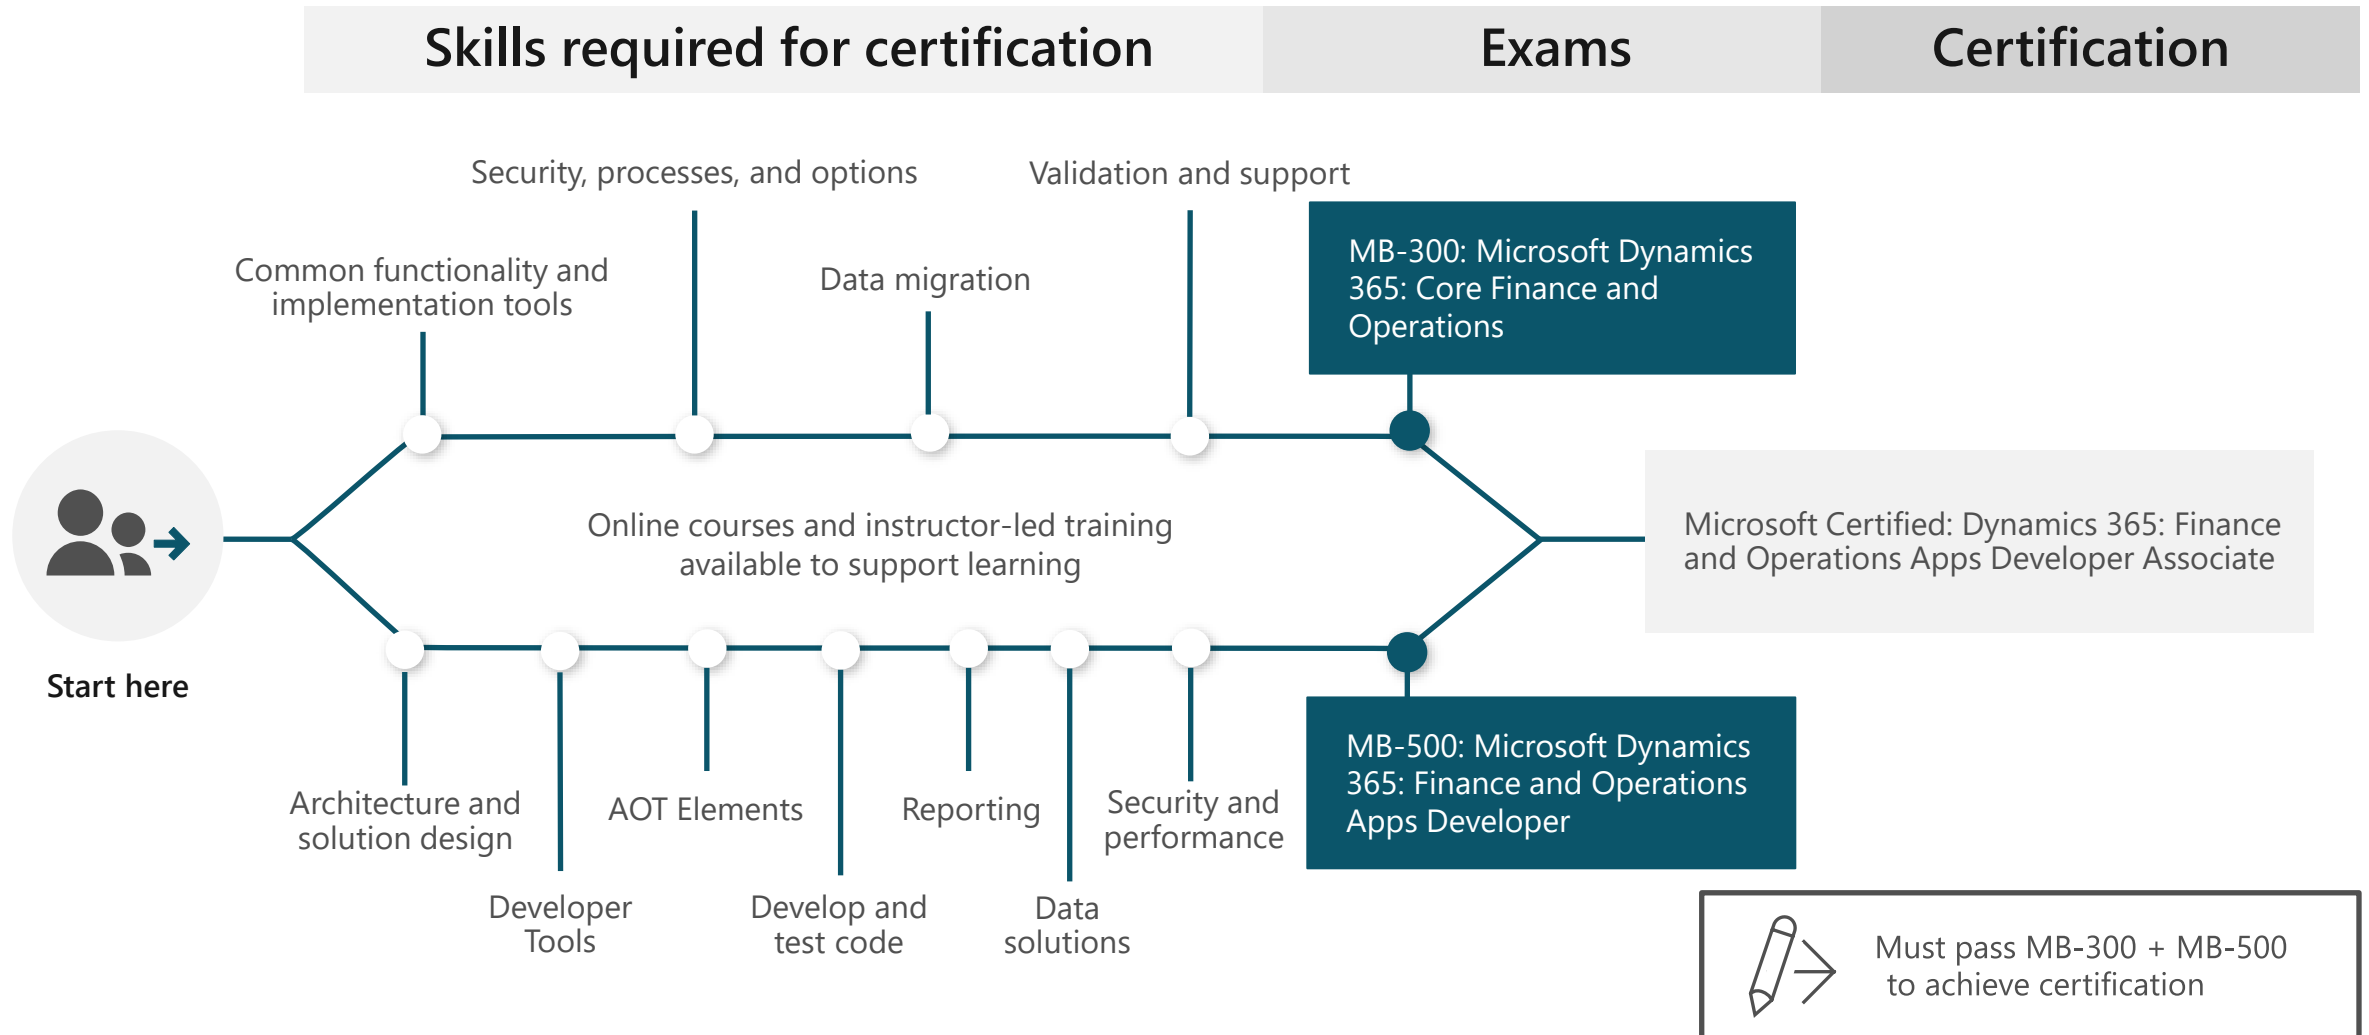 Skills required for certification
Exams
Certification
Security, processes, and options
Validation and support
Common functionality and
implementation tools
Data migration
MB-300: Microsoft Dynamics
365: Core Finance and
Operations
Online courses and instructor-led training
available to support learning
Microsoft Certified: Dynamics 365: Finance
and Operations Apps Developer Associate
Start here
Architecture and
solution design
AOT Elements
Reporting
Security and
performance
MB-500: Microsoft Dynamics
365: Finance and Operations
Apps Developer
Developer
Tools
Develop and
test code
Data
solutions
Must pass MB-300 + MB-500
to achieve certification